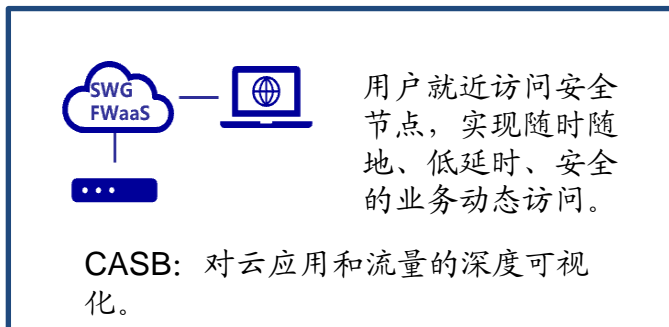 SWG
FWaaS
用户就近访问安全
节点，实现随时随
地、低延时、安全
的业务动态访问。
CASB：对云应用和流量的深度可视
化。